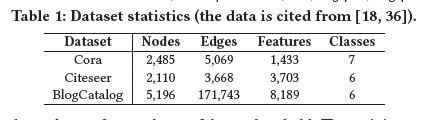 Table 1: Dataset statistics (the data is cited from [18, 36]).
Dataset Nodes Edges Features Classes
Cora 2,485 5,069 1,433 7
Citeseer 2,110 3,668 3,703 6
BlogCatalog 5,196 171,743 8,189 6